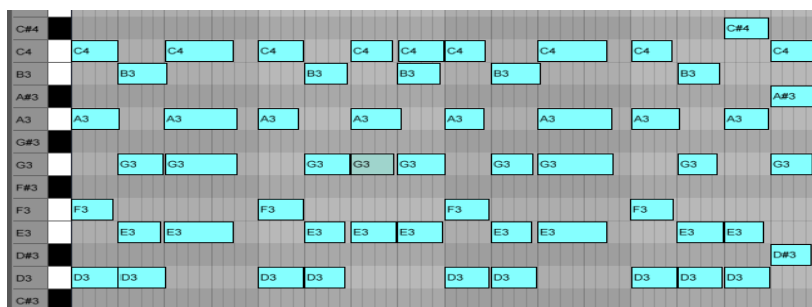 C#4 C#4
C4 C4 C4 C4 C4 C4 C4 C4 C4 C4
B3 B3 B3 B3 B3 B3
A#3 A#3
A3 A3 A3 A3 A3 A3 A3 A3 A3
G#3
G3 G3 G3 G3 G3 G3 G3 G3 G3 G3
F#3
F3 F3 F3 F3 F3
E3 E3 E3 E3 E3 E3 E3 E3 E3 E3
D#3 D#3
D3 D3 D3 D3 D3 D3 D3 D3 D3 D3
C#3